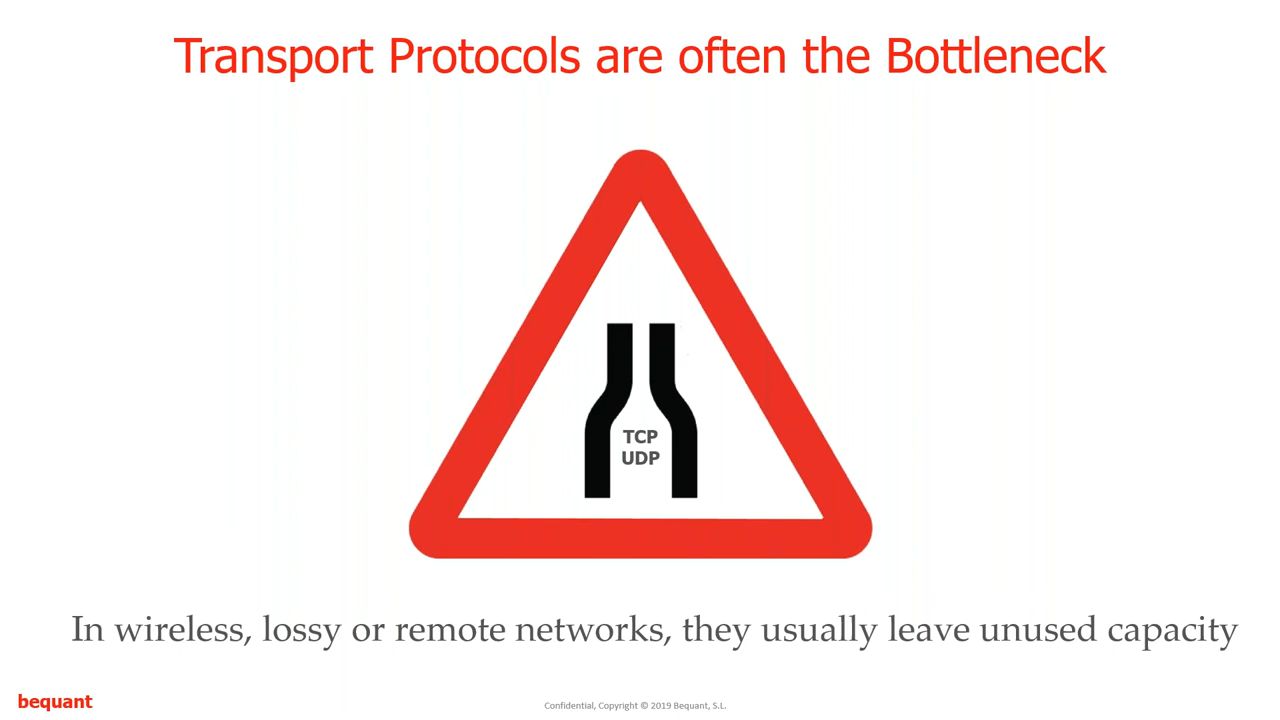 Transport Protocols are often the Bottleneck
TCP
UDP
In wireless, lossy or remote networks, they usually leave unused capacity
bequant
Confidential, Copyright © 2019 Bequant, S.L.